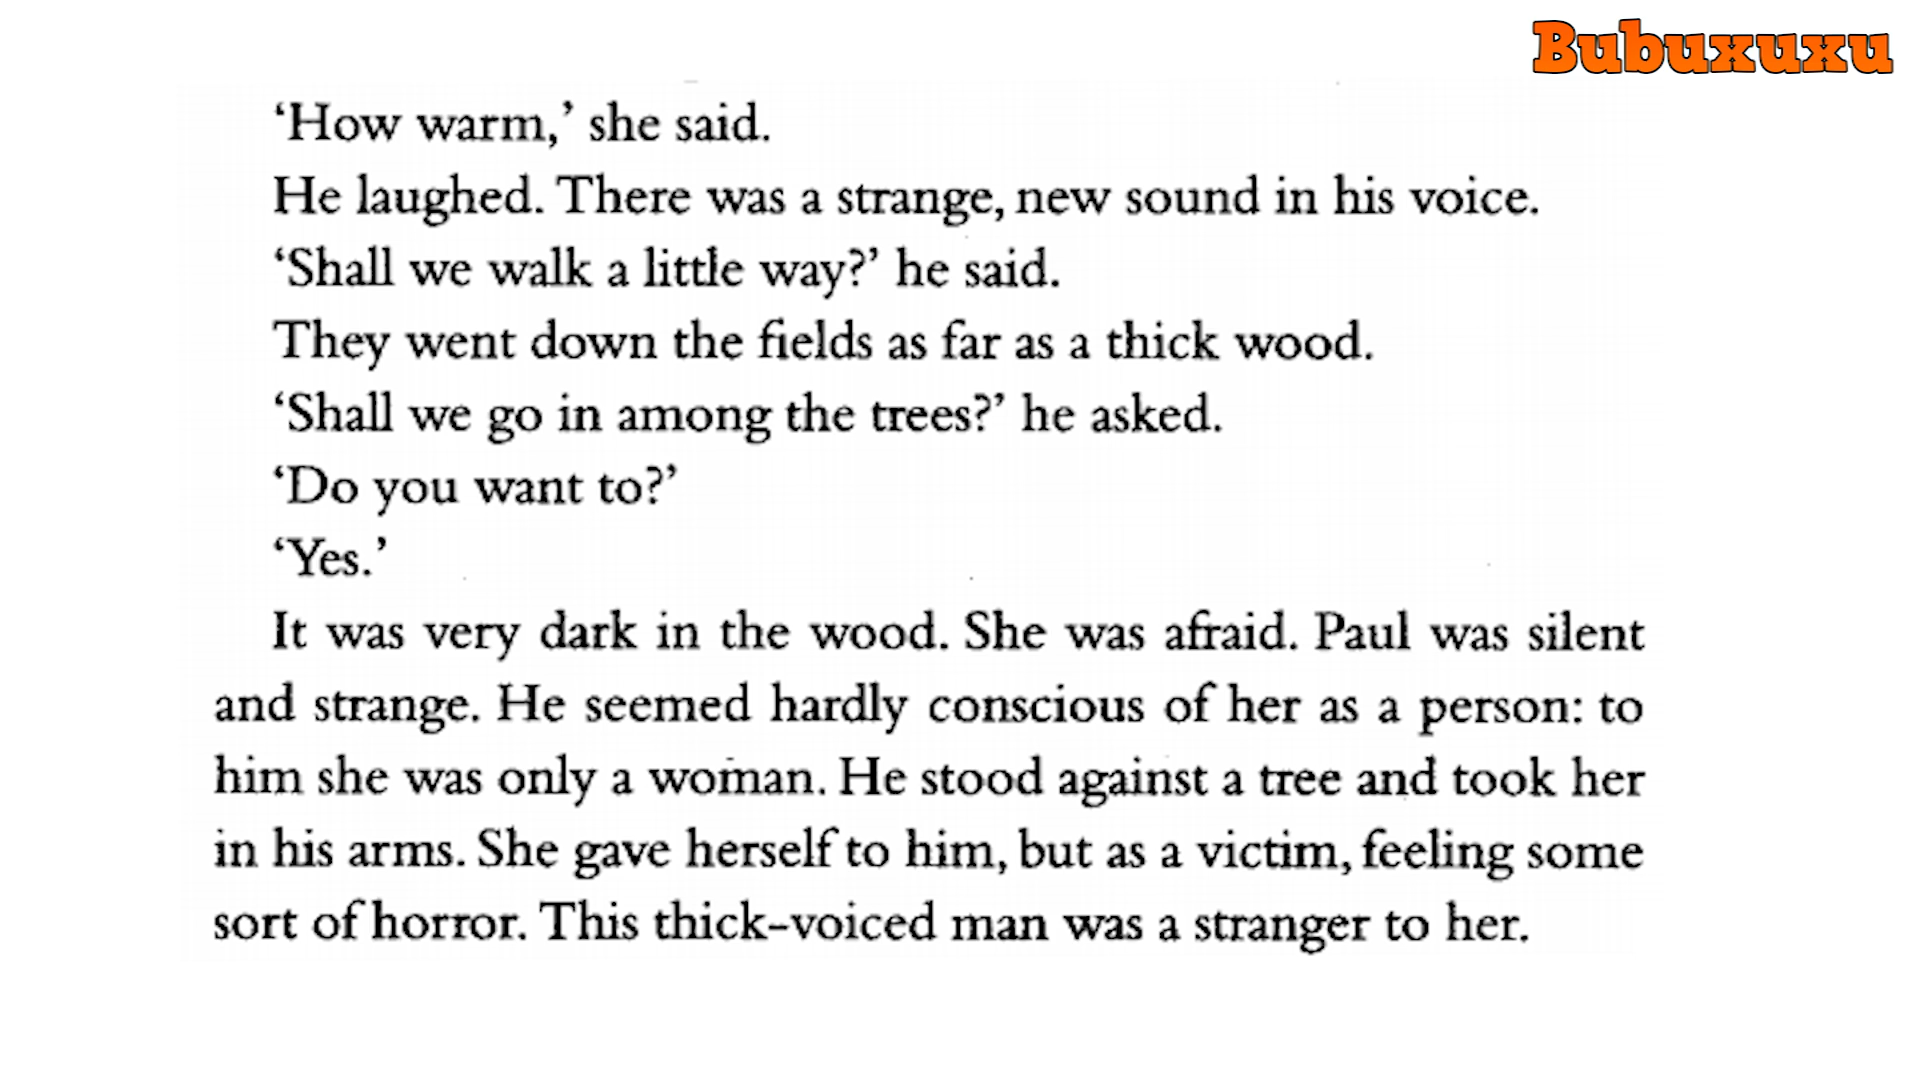 Bubuxuxu
‘How warm,’ she said.
He laughed. There was a strange, new sound in his voice.
‘Shall we walk a little way?’ he said.
They went down the fields as far as a thick wood.
‘Shall we go in among the trees?’ he asked.
‘Do you want to?’
‘Yes.’
It was very dark in the wood. She was afraid. Paul was silent
and strange. He seemed hardly conscious of her as a person: to
him she was only a woman. He stood against a tree and took her
in his arms. She gave herself to him, but as a victim, feeling some
sort of horror. This thick-voiced man was a stranger to her.